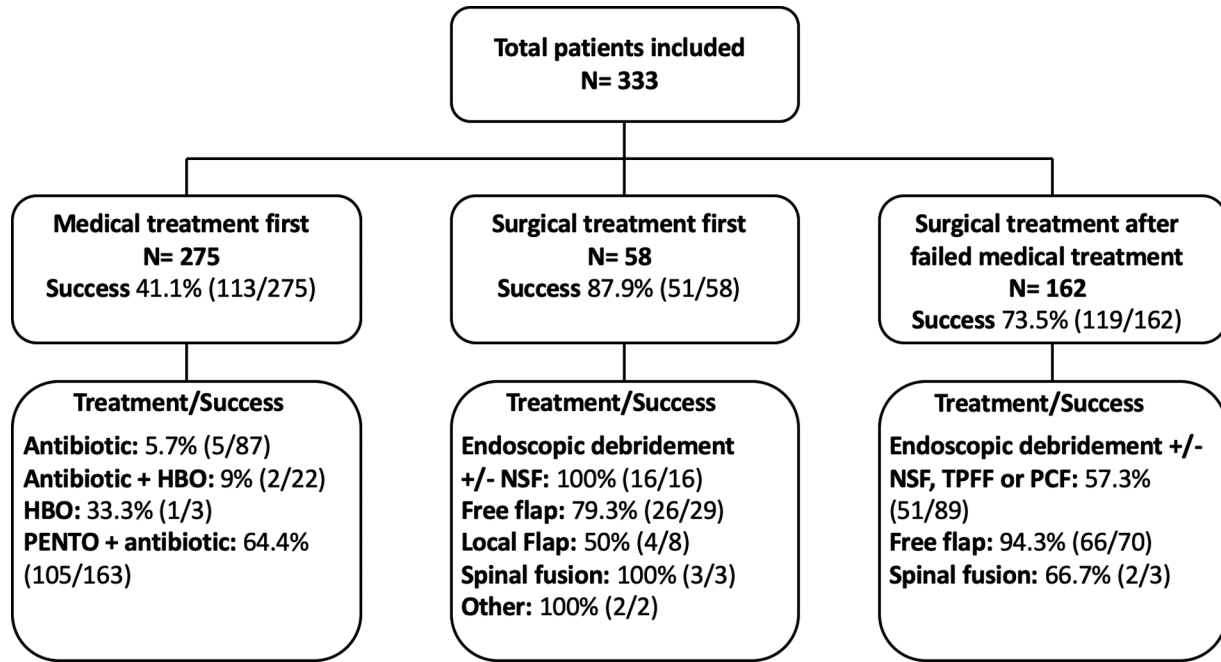 Total patients included
N= 333
Medical treatment first
N= 275
Success 41.1% (113/275)
Surgical treatment first
N= 58
Success 87.9% (51/58)
Surgical treatment after
failed medical treatment
N= 162
Success 73.5% (119/162)
Treatment/Success
Antibiotic: 5.7% (5/87)
Antibiotic + HBO: 9% (2/22)
HBO: 33.3% (1/3)
PENTO + antibiotic: 64.4%
(105/163)
Treatment/Success
Endoscopic debridement
+/- NSF: 100% (16/16)
Free flap: 79.3% (26/29)
Local Flap: 50% (4/8)
Spinal fusion: 100% (3/3)
Other: 100% (2/2)
Treatment/Success
Endoscopic debridement +/-
NSF, TPFF or PCF: 57.3%
(51/89)
Free flap: 94.3% (66/70)
Spinal fusion: 66.7% (2/3)